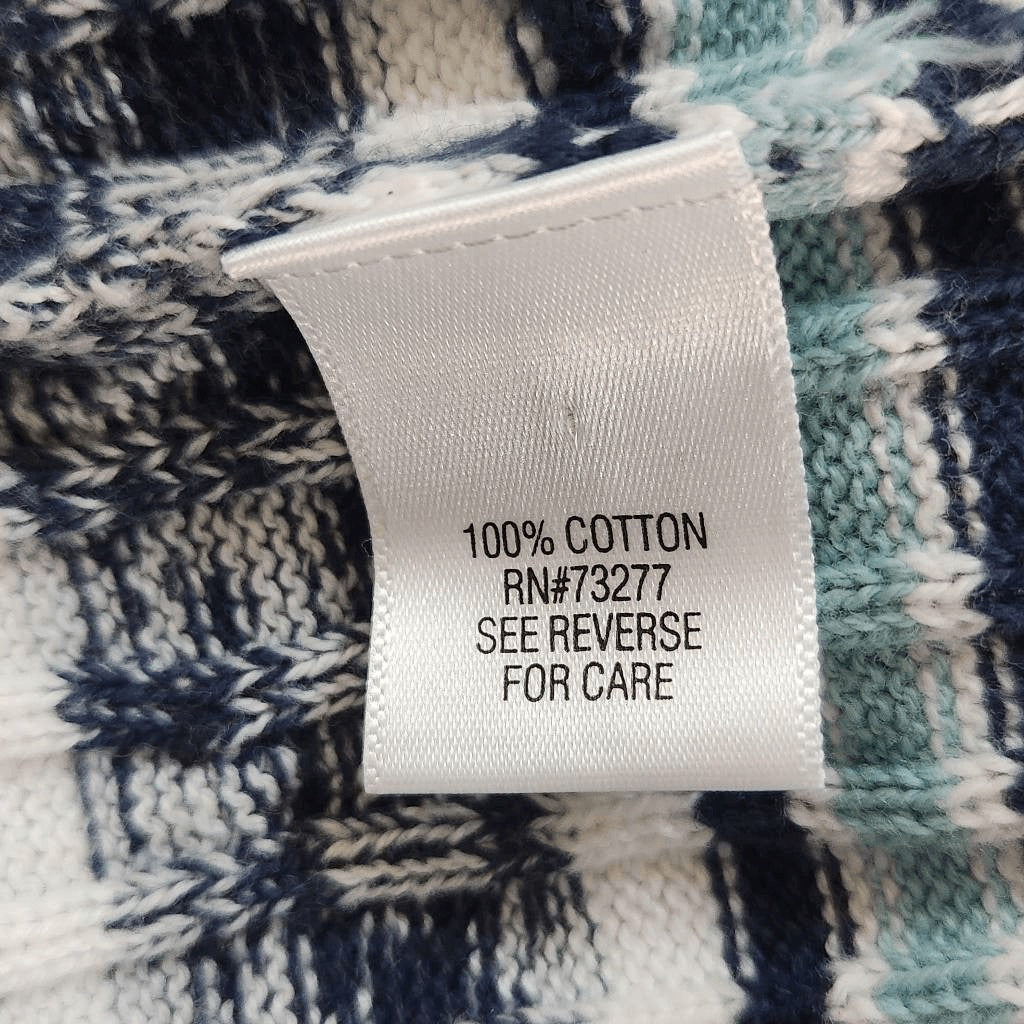 100% COTTON
RN#73277
SEE REVERSE
FOR CARE